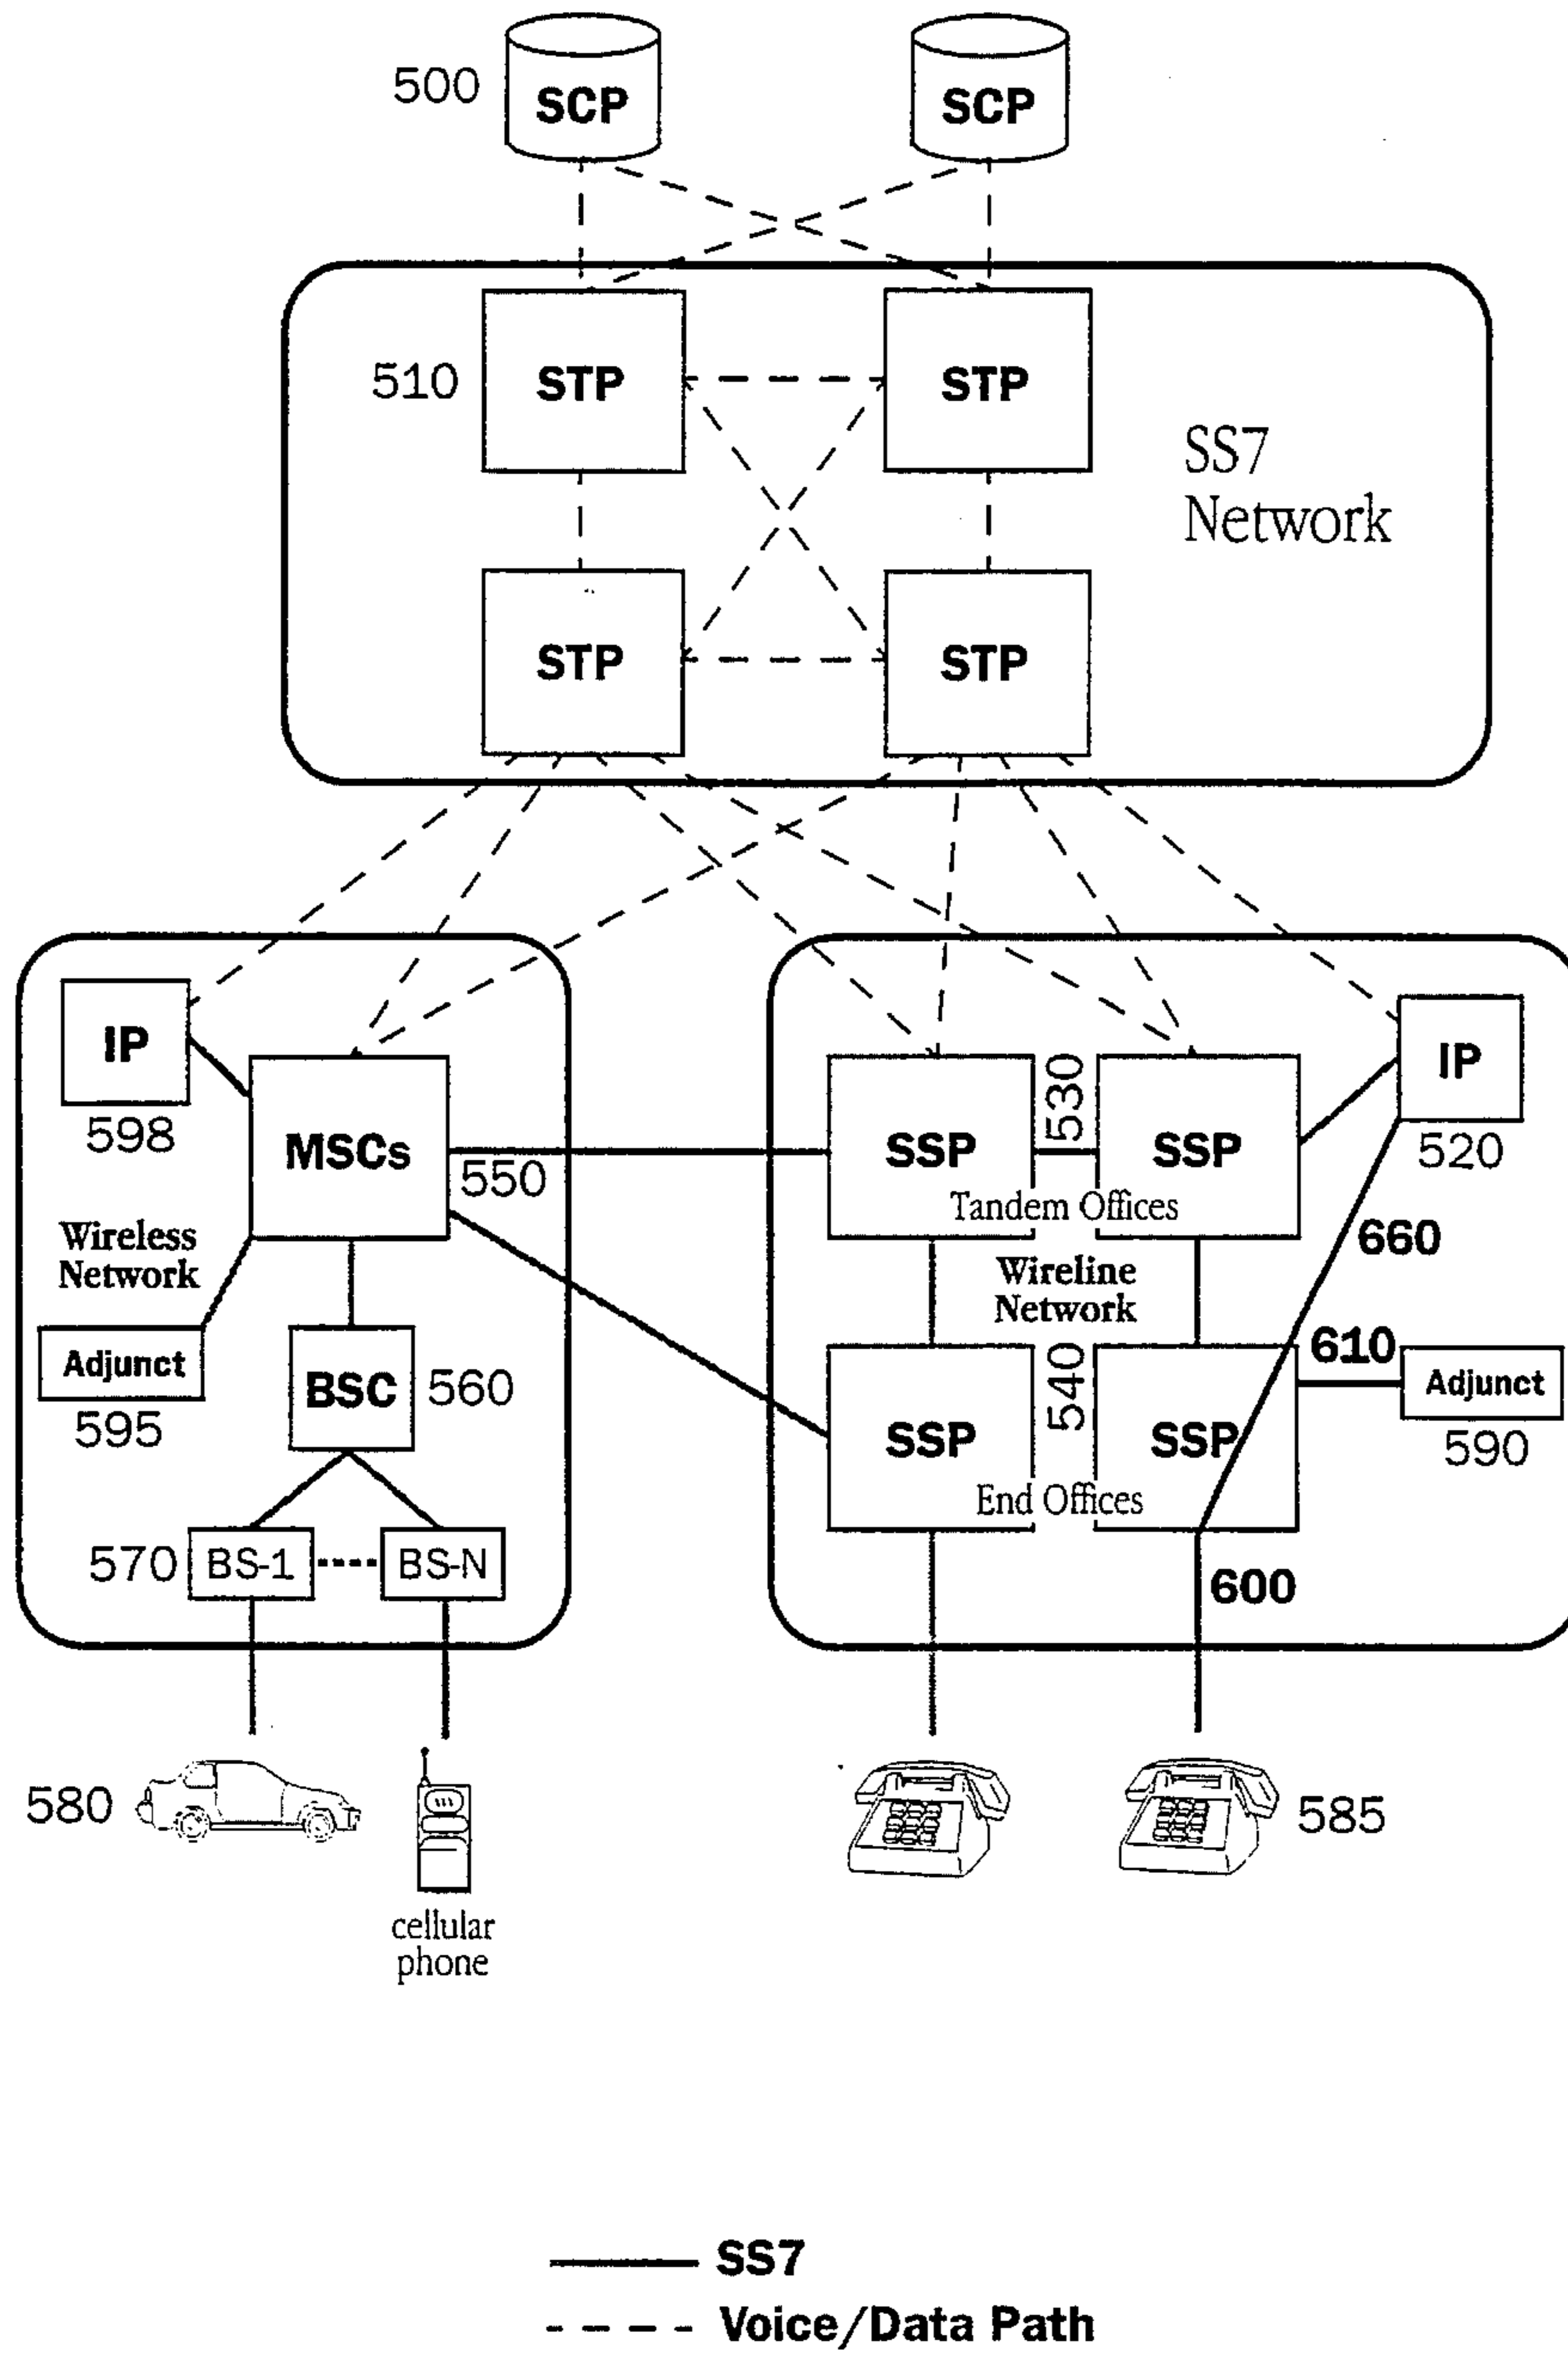 500
SCP
SCP
510
STP
STP
SS7
Network
STP
STP
IP
598
MSCs
550
Wireless
Network
Adjunct
595
BSC
560
570
BS-1
BS-N
580
cellular
phone
SSP
530
SSP
IP
520
Tandem Offices
660
Wireline
Network
610
Adjunct
590
SSP
540
SSP
End Offices
600
585
SS7
Voice/Data Path